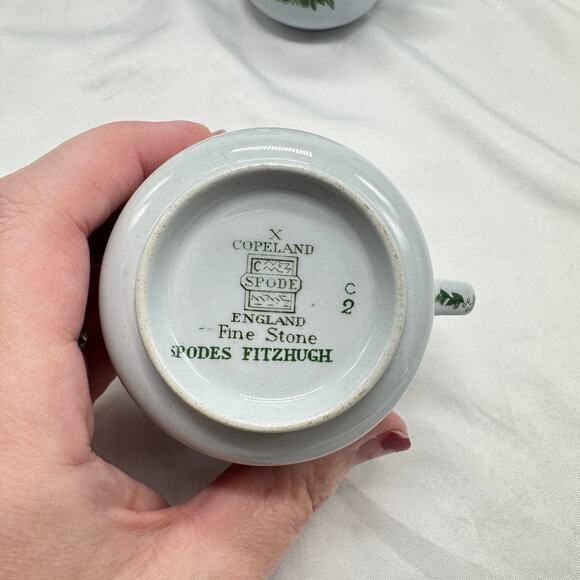 X
COPELAND
SPODE
ENGLAND
Fine Stone
SPODES FITZHUGH
C
2